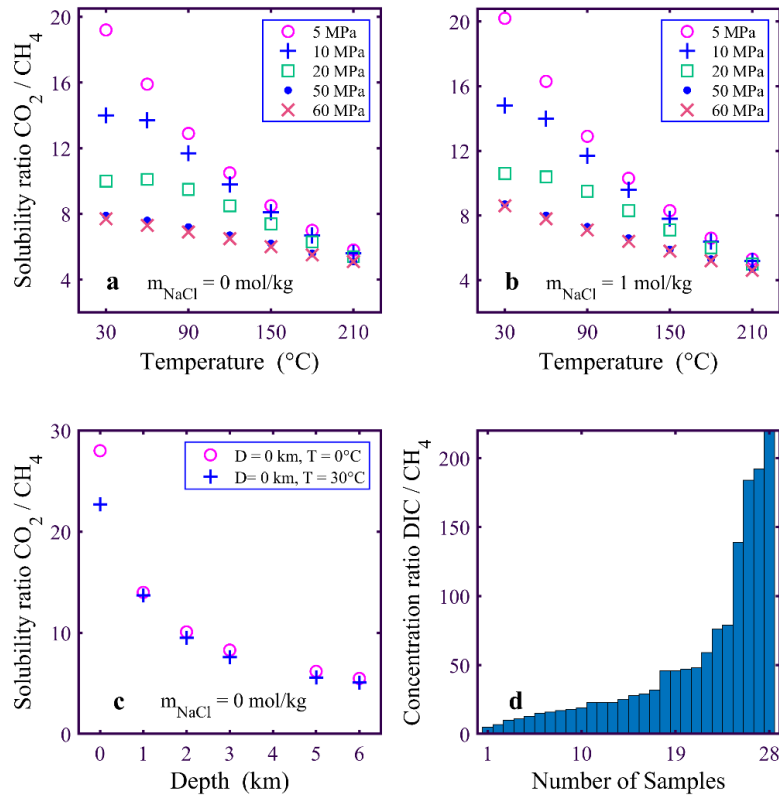 20
16
12
8
4
Solubility ratio CO2 / CH4
5 MPa
10 MPa
20 MPa
50 MPa
60 MPa
a mNaCl = 0 mol/kg
30 90 150 210
Temperature (°C)
20
16
12
8
4
Solubility ratio CO2 / CH4
5 MPa
10 MPa
20 MPa
50 MPa
60 MPa
b mNaCl = 1 mol/kg
30 90 150 210
Temperature (°C)
30
20
10
0
Solubility ratio CO2 / CH4
D = 0 km, T = 0°C
D= 0 km, T = 30°C
c mNaCl = 0 mol/kg
0 1 2 3 4 5 6
Depth (km)
200
150
100
50
0
Concentration ratio DIC / CH4
d
1 10 19 28
Number of Samples